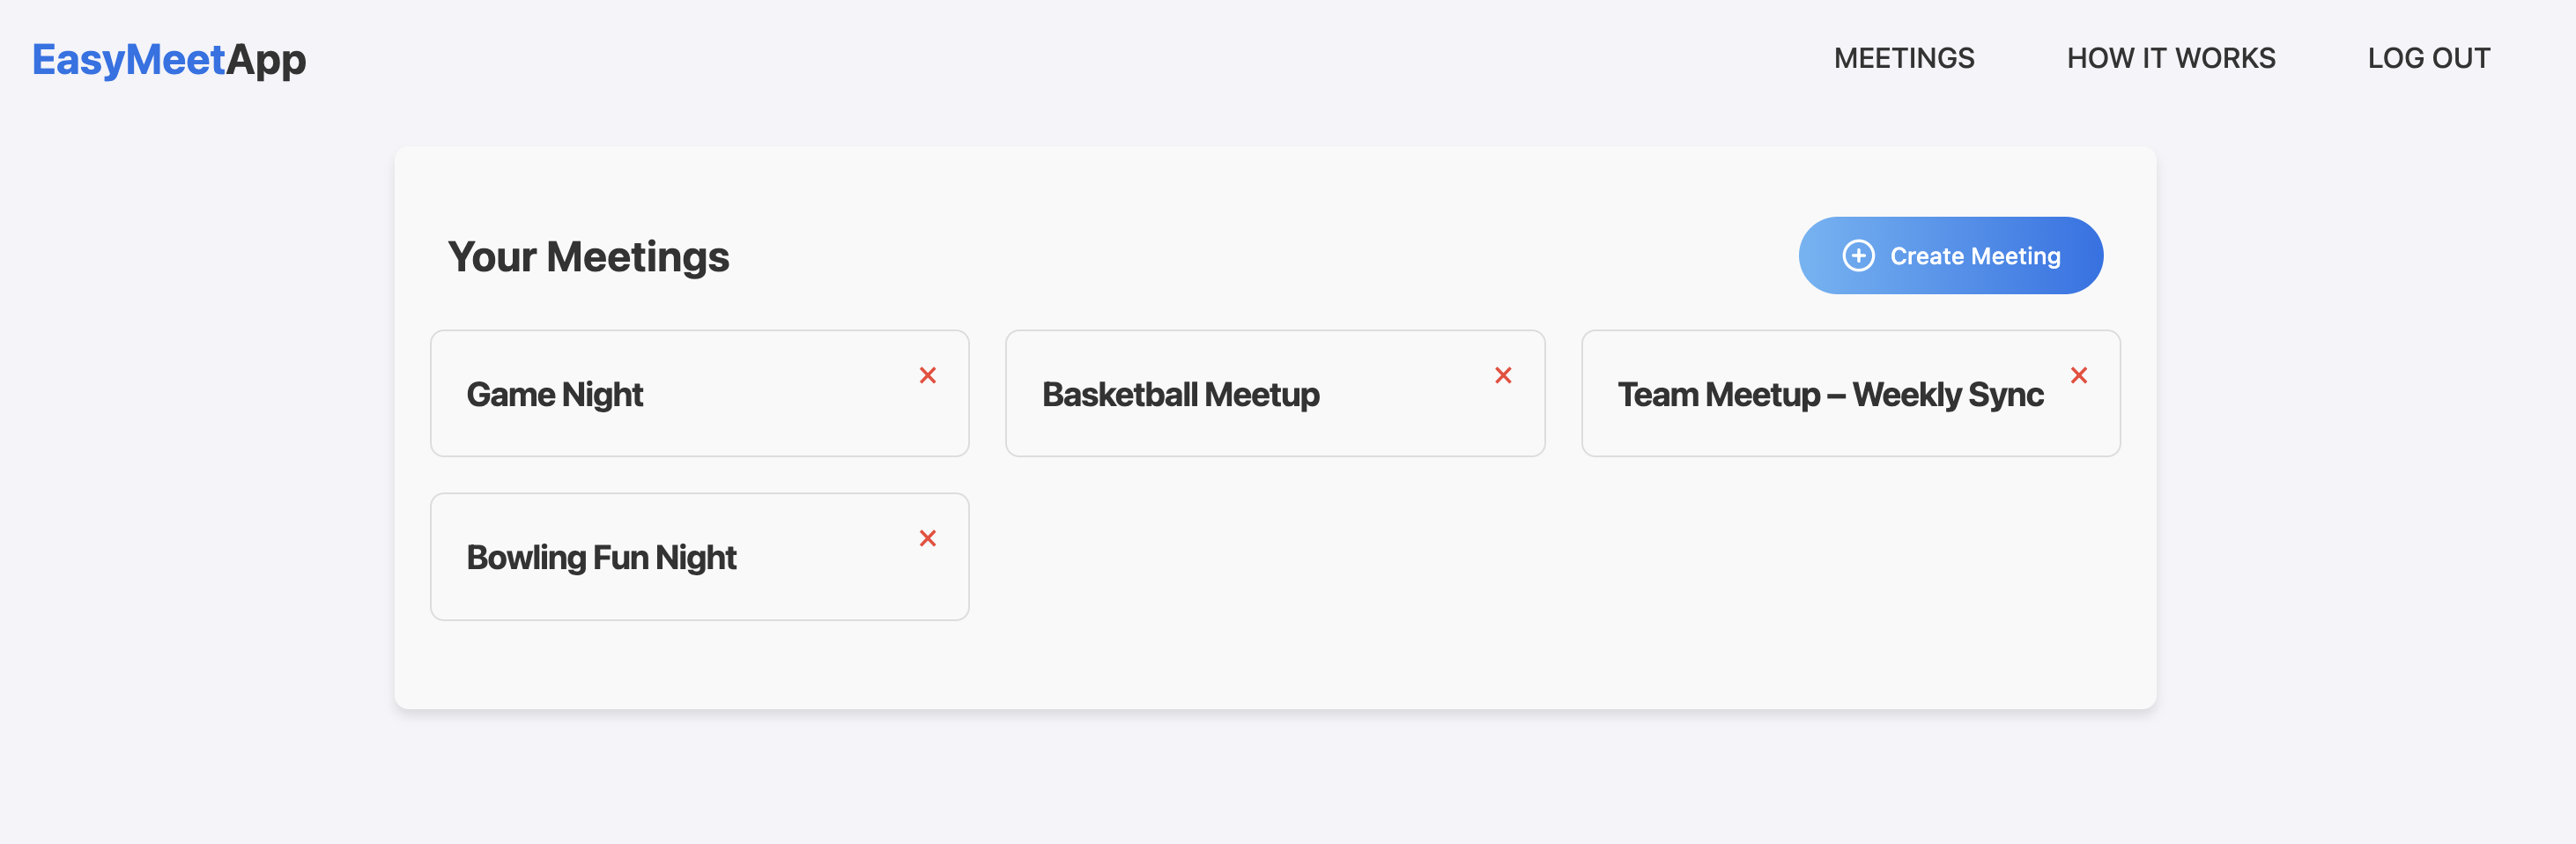 EasyMeetApp
MEETINGS HOW IT WORKS LOG OUT
Your Meetings
Create Meeting
Game Night
Basketball Meetup
Team Meetup – Weekly Sync
Bowling Fun Night